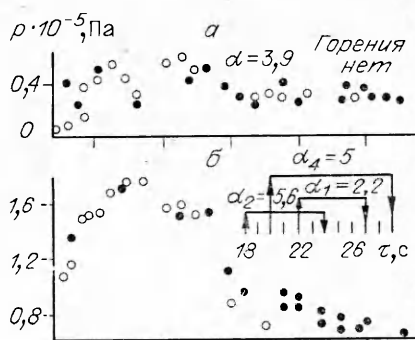 p·10⁻⁵, Па
а
α=3,9
Горения
нет
0,4
0
б
α₄=5
α₂=5,6
α₁=2,2
1,6
18 22 26 τ,с
1,2
0,8